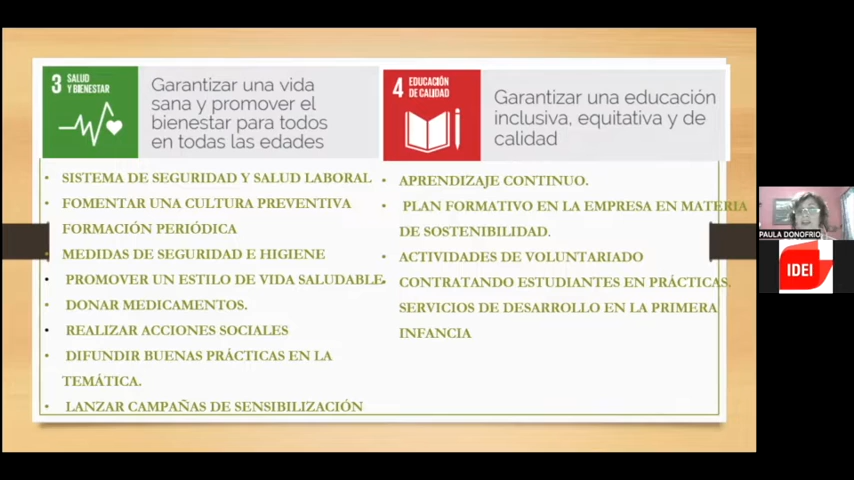 3 SALUD
Y BIENESTAR
Garantizar una vida
sana y promover el
bienestar para todos
en todas las edades
• SISTEMA DE SEGURIDAD Y SALUD LABORAL
• FOMENTAR UNA CULTURA PREVENTIVA
FORMACIÓN PERIÓDICA
• MEDIDAS DE SEGURIDAD E HIGIENE
• PROMOVER UN ESTILO DE VIDA SALUDABLE
• DONAR MEDICAMENTOS.
• REALIZAR ACCIONES SOCIALES
• DIFUNDIR BUENAS PRÁCTICAS EN LA
TEMÁTICA.
• LANZAR CAMPAÑAS DE SENSIBILIZACIÓN
4 EDUCACIÓN
DE CALIDAD
Garantizar una educación
inclusiva, equitativa y de
calidad
• APRENDIZAJE CONTINUO.
• PLAN FORMATIVO EN LA EMPRESA EN MATERIA
DE SOSTENIBILIDAD.
• ACTIVIDADES DE VOLUNTARIADO
• CONTRATANDO ESTUDIANTES EN PRÁCTICAS.
SERVICIOS DE DESARROLLO EN LA PRIMERA
INFANCIA
PAULA DONOFRIO
IDEI